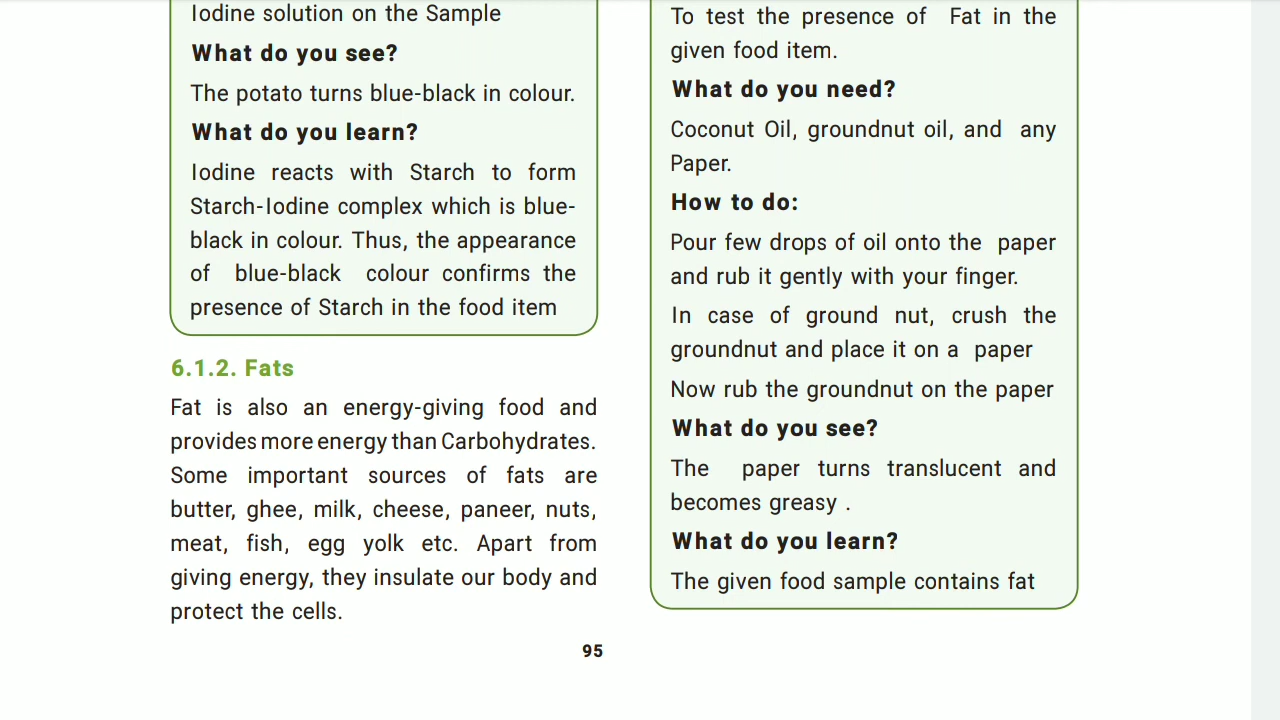 Iodine solution on the Sample
What do you see?
The potato turns blue-black in colour.
What do you learn?
Iodine reacts with Starch to form
Starch-Iodine complex which is blue-
black in colour. Thus, the appearance
of blue-black colour confirms the
presence of Starch in the food item
6.1.2. Fats
Fat is also an energy-giving food and
provides more energy than Carbohydrates.
Some important sources of fats are
butter, ghee, milk, cheese, paneer, nuts,
meat, fish, egg yolk etc. Apart from
giving energy, they insulate our body and
protect the cells.
To test the presence of Fat in the
given food item.
What do you need?
Coconut Oil, groundnut oil, and any
Paper.
How to do:
Pour few drops of oil onto the paper
and rub it gently with your finger.
In case of ground nut, crush the
groundnut and place it on a paper
Now rub the groundnut on the paper
What do you see?
The paper turns translucent and
becomes greasy .
What do you learn?
The given food sample contains fat
95